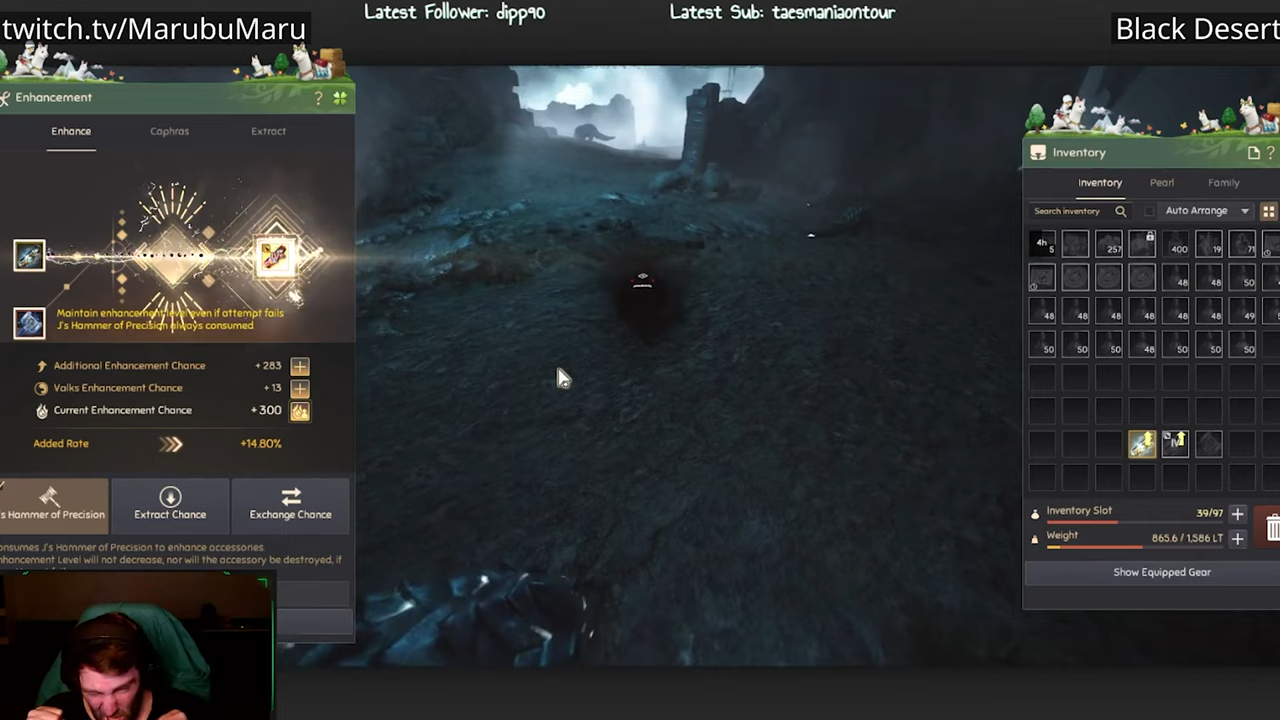 twitch.tv/MarubuMaru
Latest Follower: dipp90
Latest Sub: taesmaniaontour
Black Desert
Enhancement
?
Enhance
Caphras
Extract
Maintain enhancement level even if attempt fails
J's Hammer of Precision always consumed
Additional Enhancement Chance
+283
Valks Enhancement Chance
+13
Current Enhancement Chance
+300
Added Rate
+14.80%
's Hammer of Precision
Extract Chance
Exchange Chance
onsumes J's Hammer of Precision to enhance accessories
nhancement Level will not decrease, nor will the accessory be destroyed, if
Inventory
?
Inventory
Pearl
Family
Search inventory
Auto Arrange
4h 5 257 400 19 71
48 48 50
48 48 48 48 48 48 49
50 50 50 48 50 50 50
IV
Inventory Slot
39/97
Weight
865.6 / 1,586 LT
Show Equipped Gear